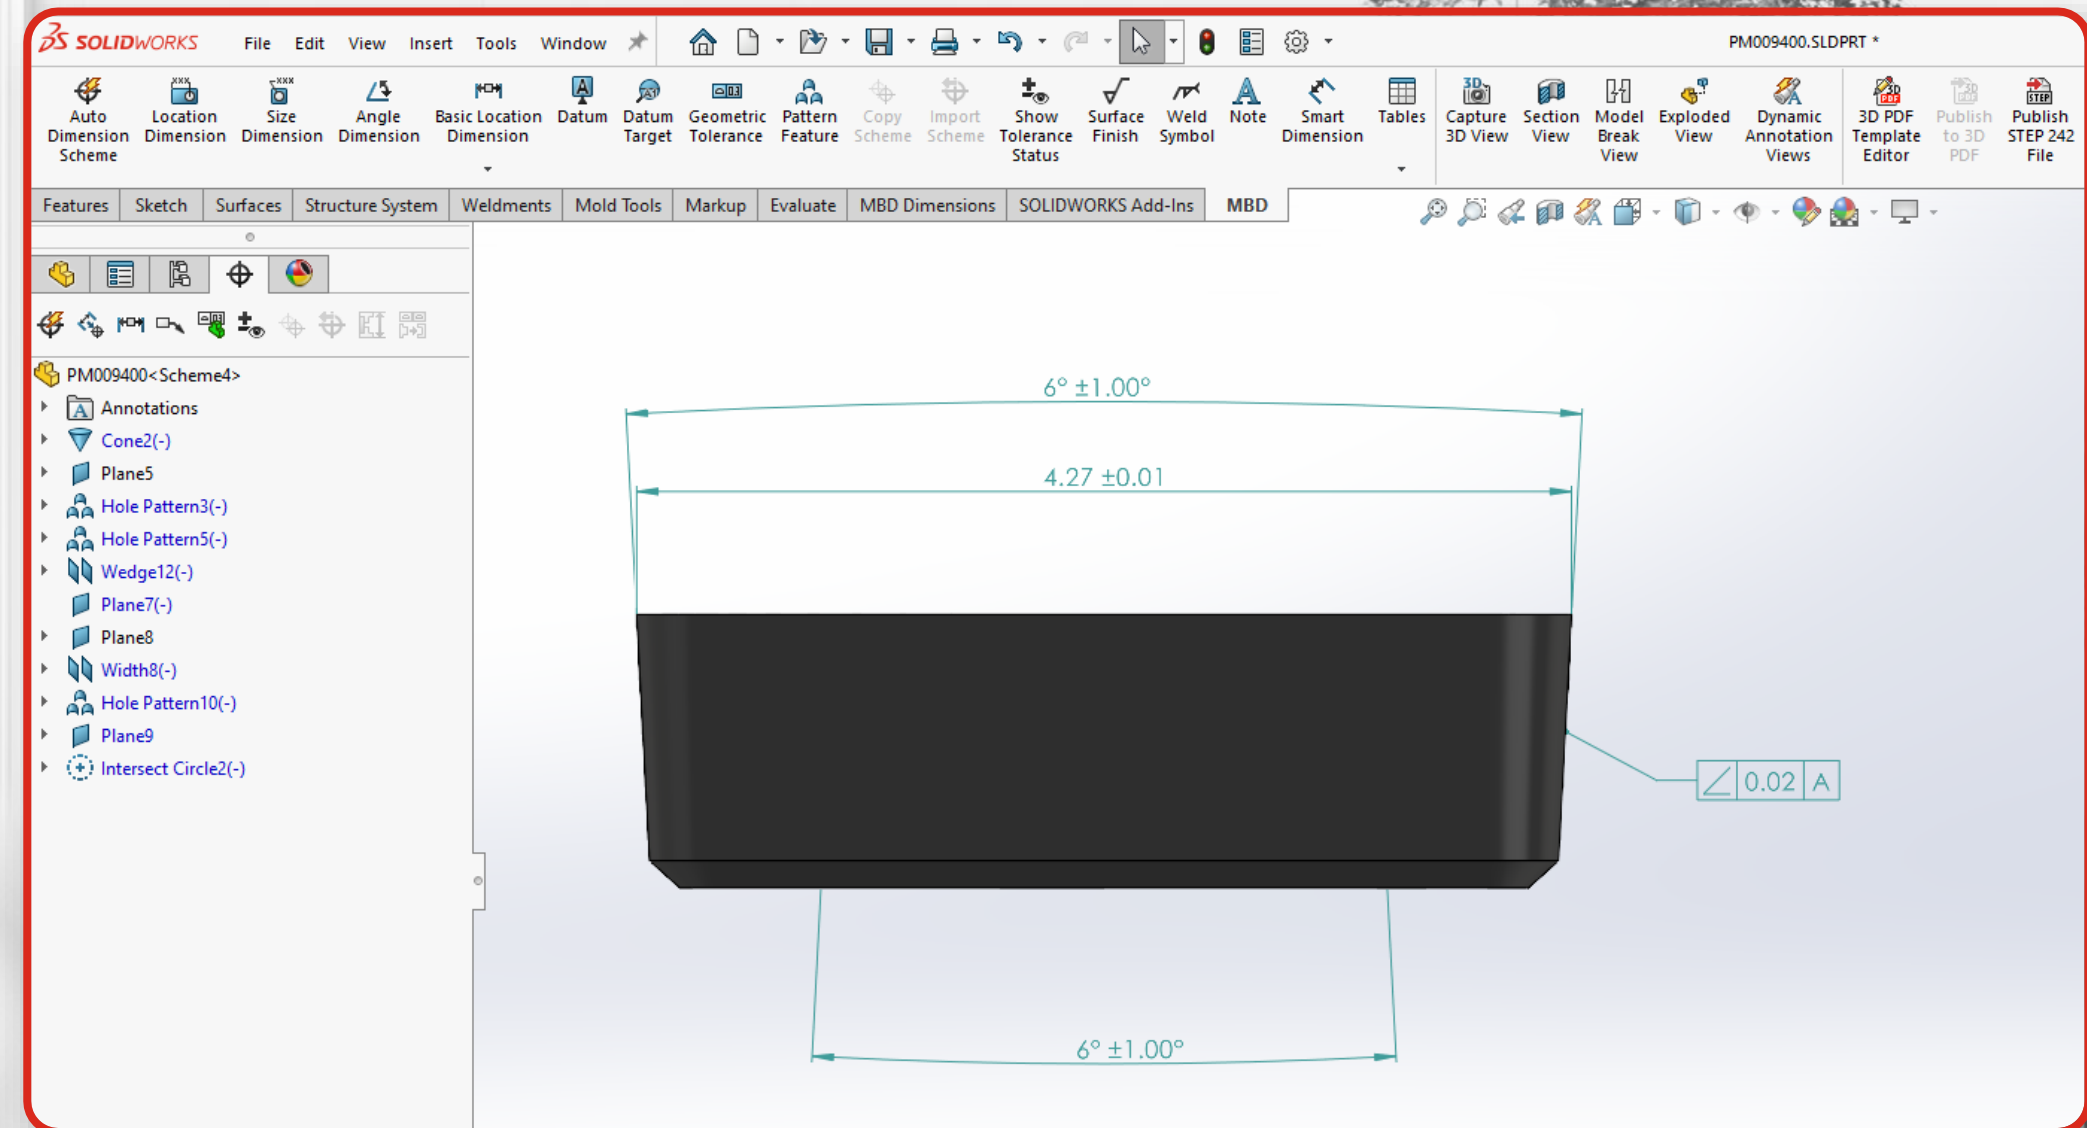 SOLIDWORKS File Edit View Insert Tools Window PM009400.SLDPRT *
Auto Dimension Scheme
Location Dimension
Size Dimension
Angle Dimension
Basic Location Dimension
Datum
Datum Target
Geometric Tolerance
Pattern Feature
Copy Scheme
Import Scheme
Show Tolerance Status
Surface Finish
Weld Symbol
Note
Smart Dimension
Tables
Capture 3D View
Section View
Model Break View
Exploded View
Dynamic Annotation Views
3D PDF Template Editor
Publish to 3D PDF
Publish STEP 242 File
Features Sketch Surfaces Structure System Weldments Mold Tools Markup Evaluate MBD Dimensions SOLIDWORKS Add-Ins MBD
PM009400<Scheme4>
Annotations
Cone2(-)
Plane5
Hole Pattern3(-)
Hole Pattern5(-)
Wedge12(-)
Plane7(-)
Plane8
Width8(-)
Hole Pattern10(-)
Plane9
Intersect Circle2(-)
6° ±1.00°
4.27 ±0.01
∠ 0.02 A
6° ±1.00°